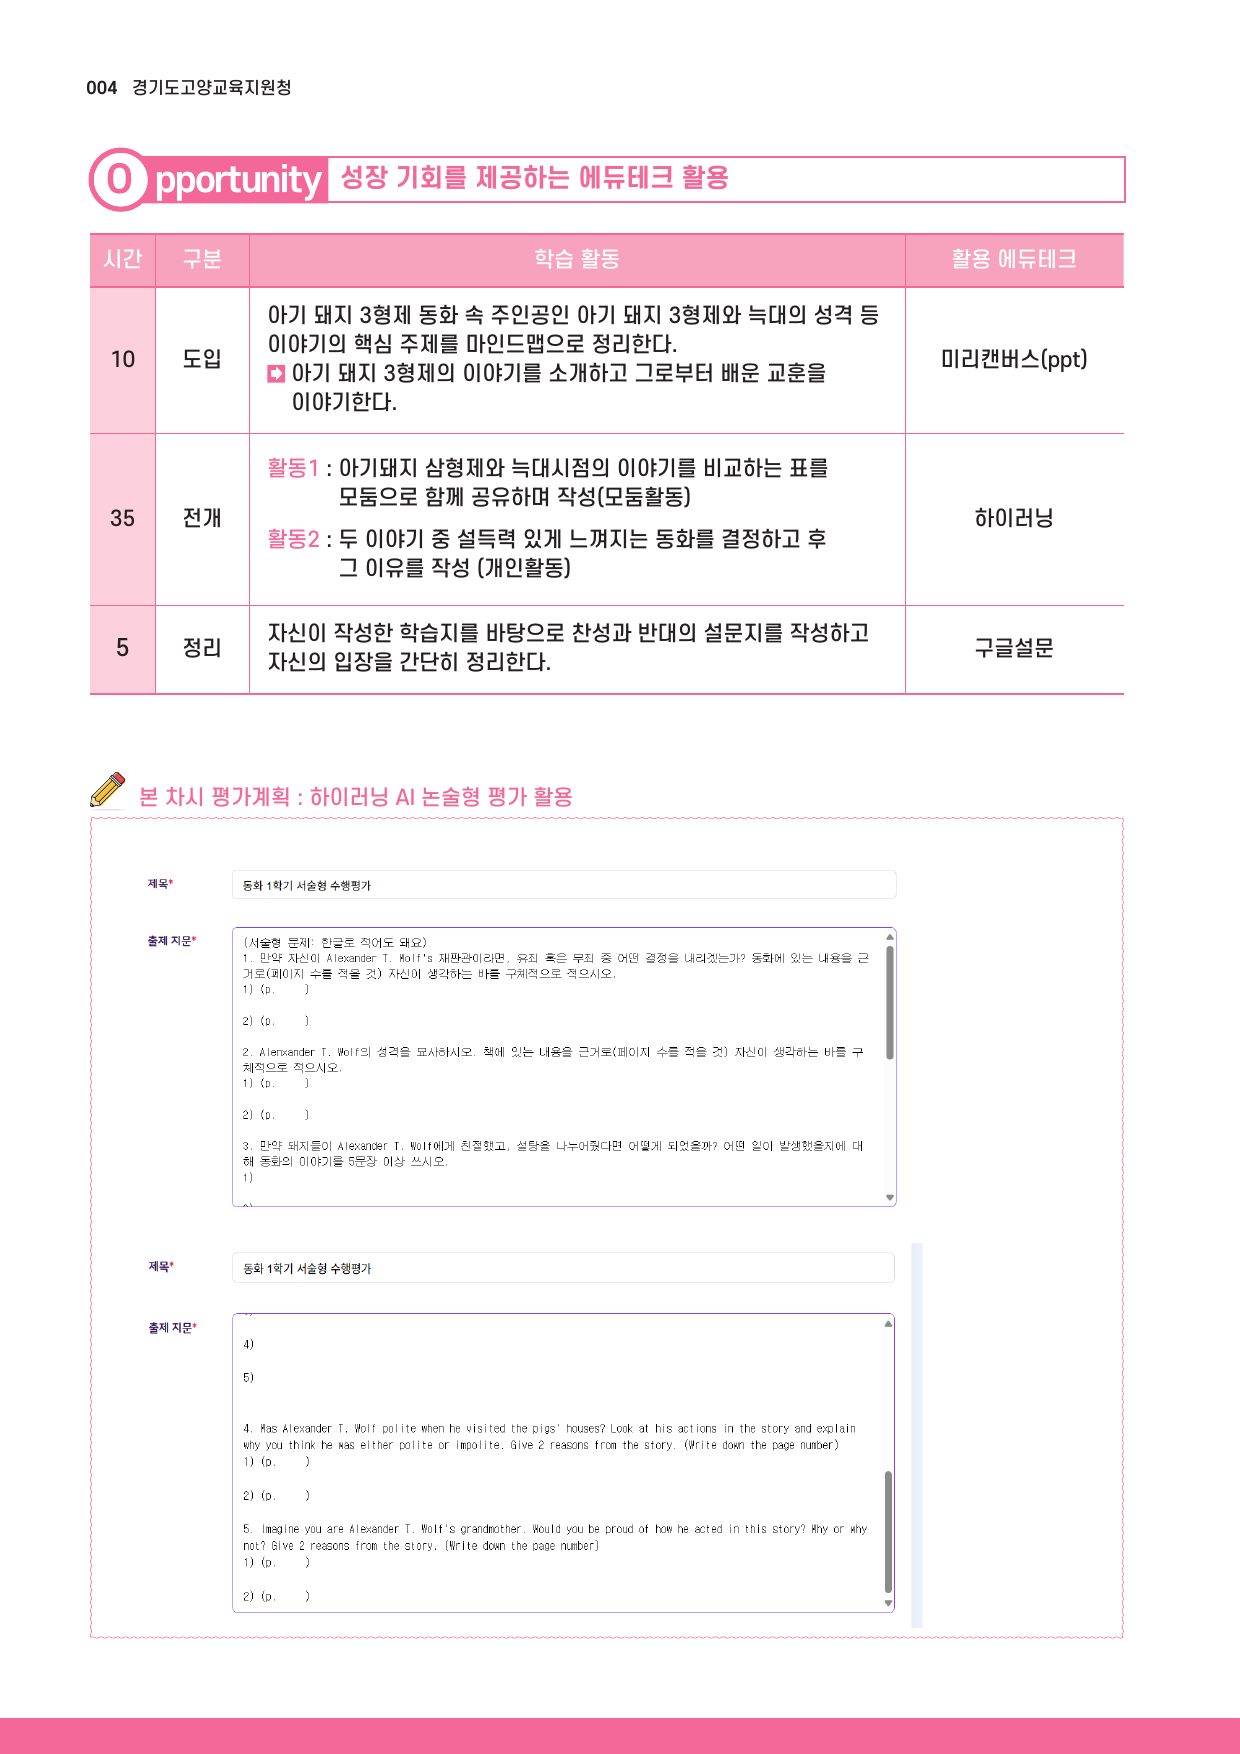 004 경기도고양교육지원청
Opportunity 성장 기회를 제공하는 에듀테크 활용
시간 구분 학습 활동 활용 에듀테크
10 도입
아기 돼지 3형제 동화 속 주인공인 아기 돼지 3형제와 늑대의 성격 등
이야기의 핵심 주제를 마인드맵으로 정리한다.
아기 돼지 3형제의 이야기를 소개하고 그로부터 배운 교훈을
이야기한다.
미리캔버스(ppt)
35 전개
활동1 : 아기돼지 삼형제와 늑대시점의 이야기를 비교하는 표를
모둠으로 함께 공유하며 작성(모둠활동)
활동2 : 두 이야기 중 설득력 있게 느껴지는 동화를 결정하고 후
그 이유를 작성 (개인활동)
하이러닝
5 정리
자신이 작성한 학습지를 바탕으로 찬성과 반대의 설문지를 작성하고
자신의 입장을 간단히 정리한다.
구글설문
본 차시 평가계획 : 하이러닝 AI 논술형 평가 활용
제목* 동화 1학기 서술형 수행평가
출제 지문*
(서술형 문제: 한글로 적어도 돼요)
1. 만약 자신이 Alexander T. Wolf's 재판관이라면, 유죄 혹은 무죄 중 어떤 결정을 내리겠는가? 동화에 있는 내용을 근
거로(페이지 수를 적을 것) 자신이 생각하는 바를 구체적으로 적으시오.
1) (p. )
2) (p. )
2. Alenxander T. Wolf의 성격을 묘사하시오. 책에 있는 내용을 근거로(페이지 수를 적을 것) 자신이 생각하는 바를 구
체적으로 적으시오.
1) (p. )
2) (p. )
3. 만약 돼지들이 Alexander T. Wolf에게 친절했고, 설탕을 나누어줬다면 어떻게 되었을까? 어떤 일이 발생했을지에 대
해 동화의 이야기를 5문장 이상 쓰시오.
1)
제목* 동화 1학기 서술형 수행평가
출제 지문*
4)
5)
4. Was Alexander T. Wolf polite when he visited the pigs' houses? Look at his actions in the story and explain
why you think he was either polite or impolite. Give 2 reasons from the story. (Write down the page number)
1) (p. )
2) (p. )
5. Imagine you are Alexander T. Wolf's grandmother. Would you be proud of how he acted in this story? Why or why
not? Give 2 reasons from the story. (Write down the page number)
1) (p. )
2) (p. )